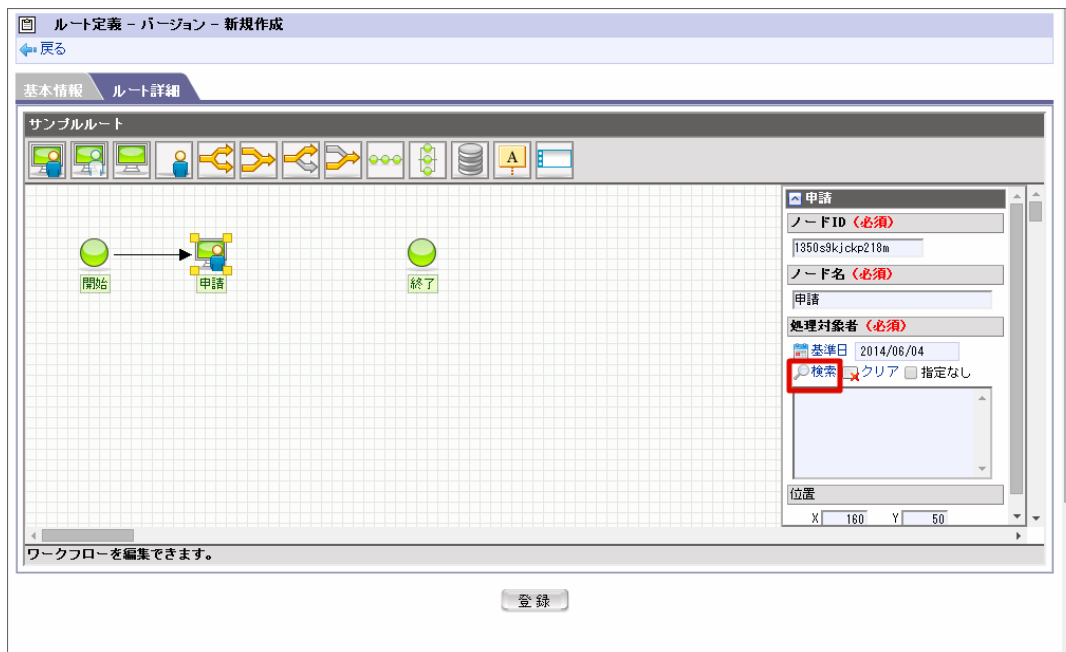 ルート定義 - バージョン - 新規作成
戻る
基本情報 ルート詳細
サンプルルート
A
開始 申請 終了
申請
ノードID (必須)
1350s9kjckp218m
ノード名 (必須)
申請
処理対象者 (必須)
基準日 2014/06/04
検索 クリア 指定なし
位置
X 160 Y 50
ワークフローを編集できます。
登録